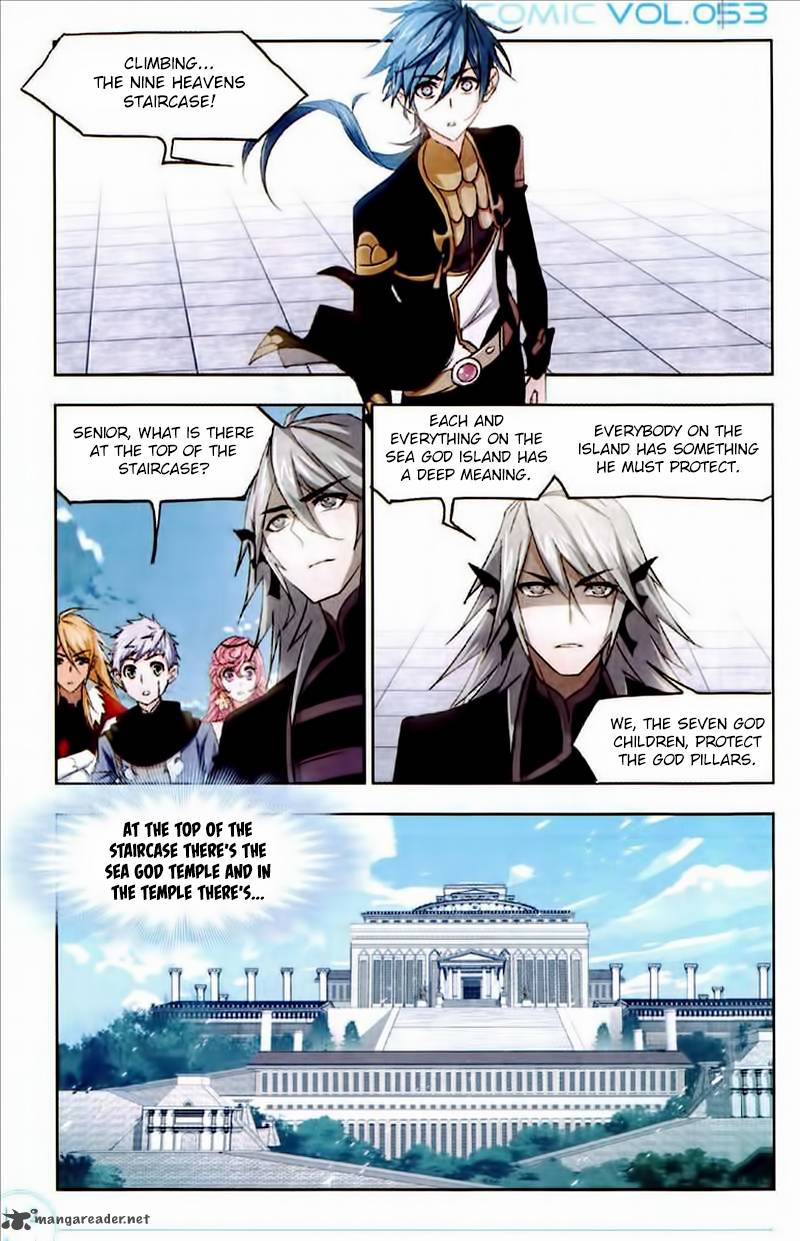 COMIC VOL.053
CLIMBING...
THE NINE HEAVENS
STAIRCASE!
SENIOR, WHAT IS THERE
AT THE TOP OF THE
STAIRCASE?
EACH AND
EVERYTHING ON THE
SEA GOD ISLAND HAS
A DEEP MEANING.
EVERYBODY ON THE
ISLAND HAS SOMETHING
HE MUST PROTECT.
WE, THE SEVEN GOD
CHILDREN, PROTECT
THE GOD PILLARS.
AT THE TOP OF THE
STAIRCASE THERE'S THE
SEA GOD TEMPLE AND IN
THE TEMPLE THERE'S...
mangareader.net